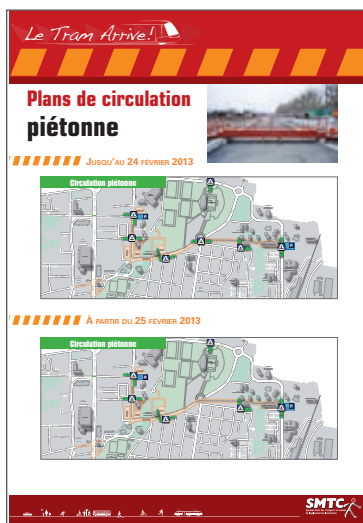 Le Tram Arrive!
Plans de circulation
piétonne
JUSQU'AU 24 FÉVRIER 2013
Circulation piétonne
P
P
À PARTIR DU 25 FÉVRIER 2013
Circulation piétonne
P
P
SMTC